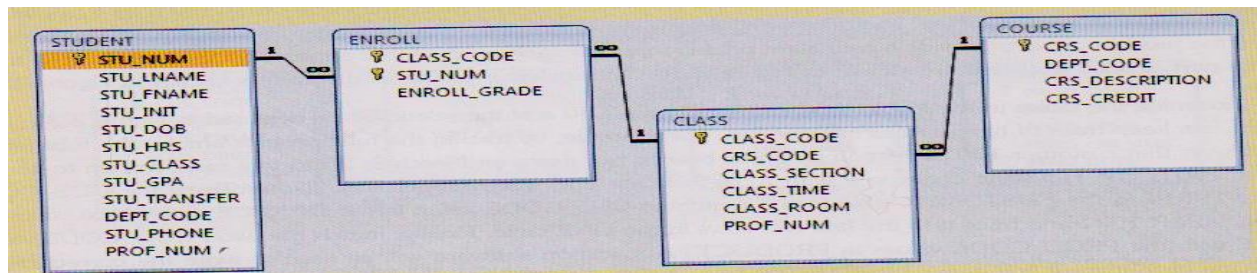 STUDENT
STU_NUM
STU_LNAME
STU_FNAME
STU_INIT
STU_DOB
STU_HRS
STU_CLASS
STU_GPA
STU_TRANSFER
DEPT_CODE
STU_PHONE
PROF_NUM
1
∞
ENROLL
CLASS_CODE
STU_NUM
ENROLL_GRADE
∞
1
CLASS
CLASS_CODE
CRS_CODE
CLASS_SECTION
CLASS_TIME
CLASS_ROOM
PROF_NUM
∞
1
COURSE
CRS_CODE
DEPT_CODE
CRS_DESCRIPTION
CRS_CREDIT